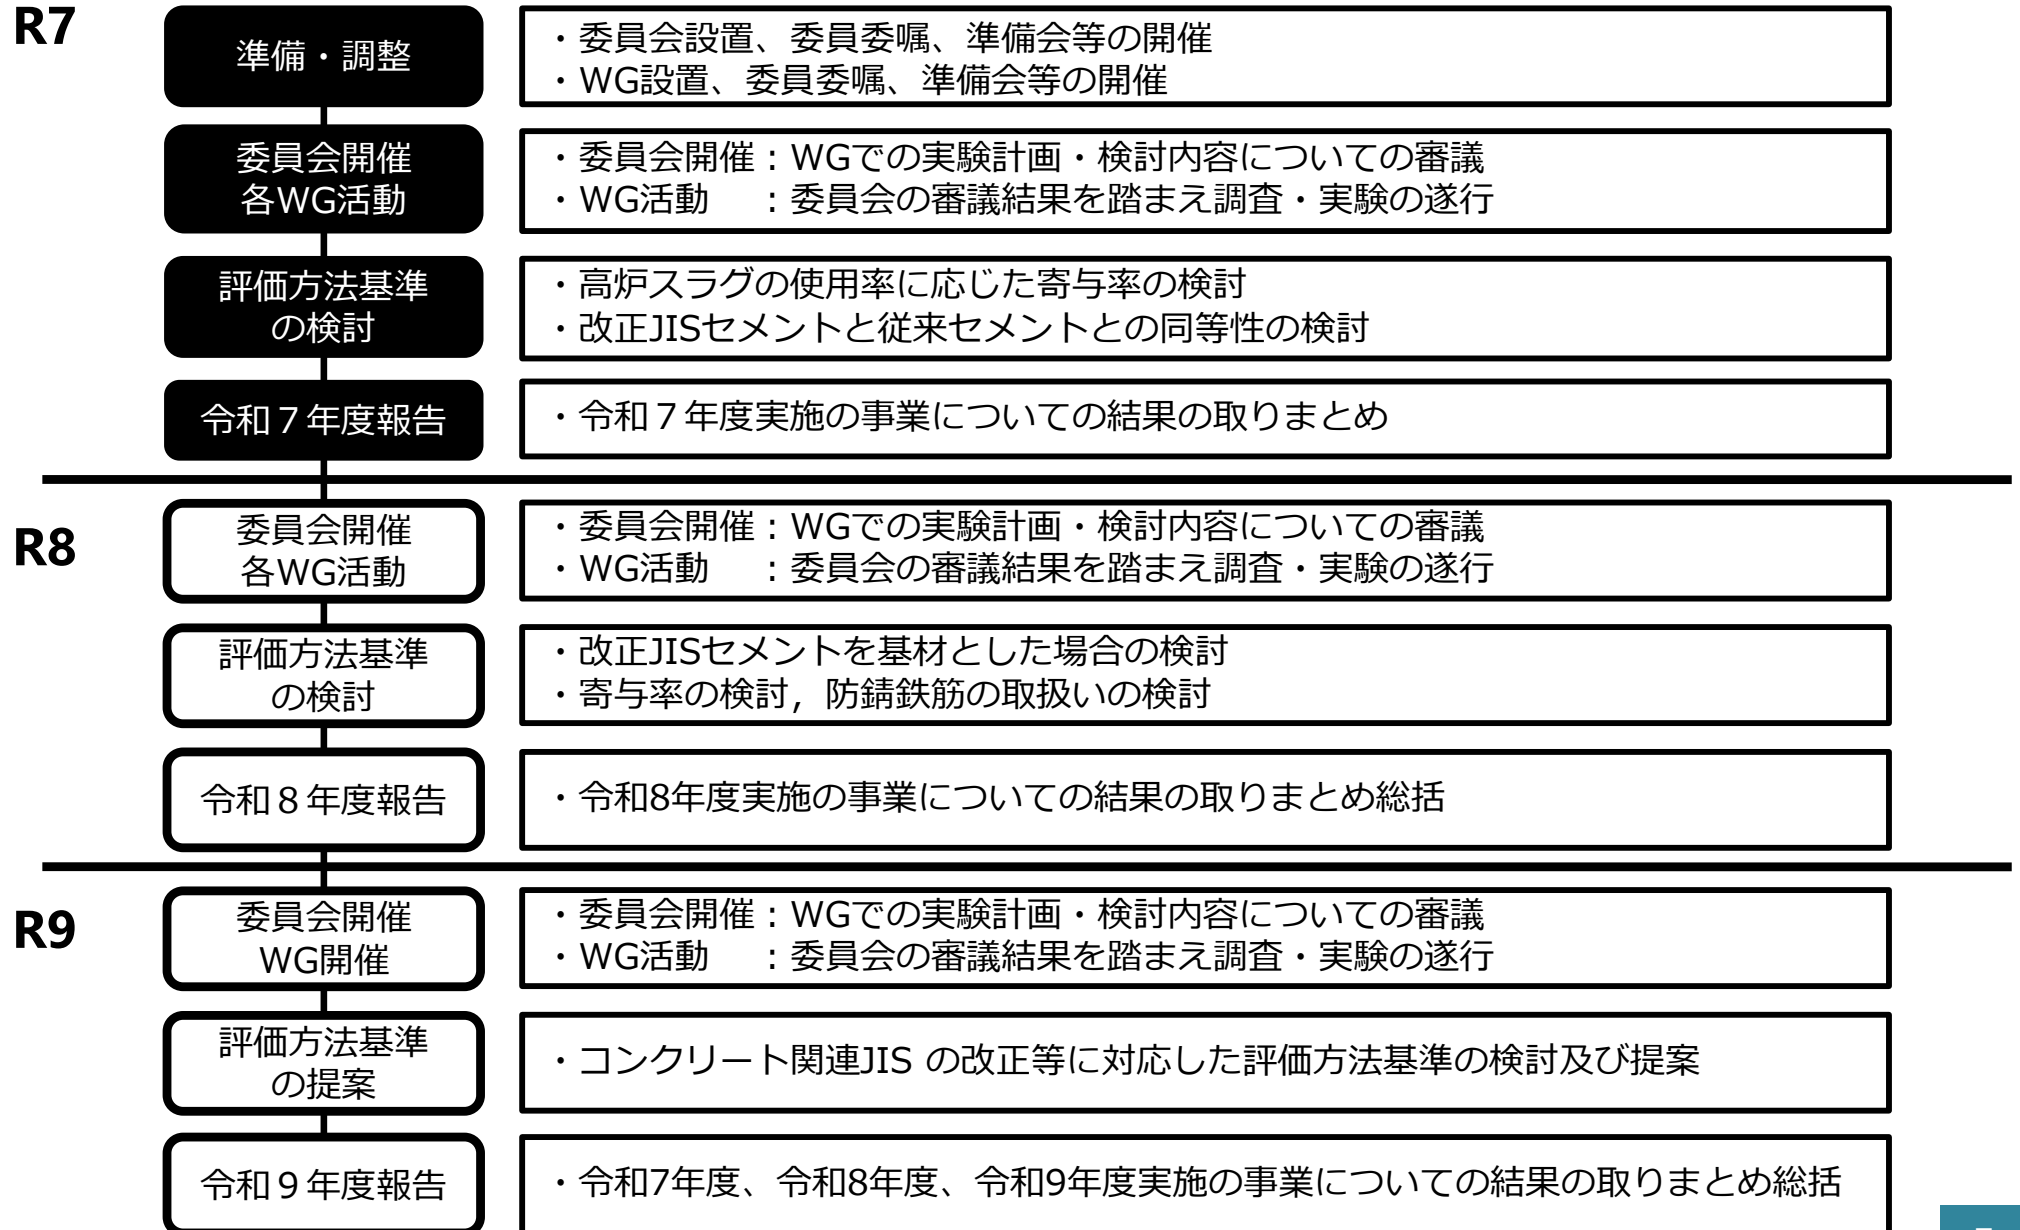 R7
準備・調整
・委員会設置、委員委嘱、準備会等の開催
・WG設置、委員委嘱、準備会等の開催
委員会開催
各WG活動
・委員会開催：WGでの実験計画・検討内容についての審議
・WG活動　：委員会の審議結果を踏まえ調査・実験の遂行
評価方法基準
の検討
・高炉スラグの使用率に応じた寄与率の検討
・改正JISセメントと従来セメントとの同等性の検討
令和７年度報告
・令和７年度実施の事業についての結果の取りまとめ
R8
委員会開催
各WG活動
・委員会開催：WGでの実験計画・検討内容についての審議
・WG活動　：委員会の審議結果を踏まえ調査・実験の遂行
評価方法基準
の検討
・改正JISセメントを基材とした場合の検討
・寄与率の検討，防錆鉄筋の取扱いの検討
令和８年度報告
・令和8年度実施の事業についての結果の取りまとめ総括
R9
委員会開催
WG開催
・委員会開催：WGでの実験計画・検討内容についての審議
・WG活動　：委員会の審議結果を踏まえ調査・実験の遂行
評価方法基準
の提案
・コンクリート関連JIS の改正等に対応した評価方法基準の検討及び提案
令和９年度報告
・令和7年度、令和8年度、令和9年度実施の事業についての結果の取りまとめ総括